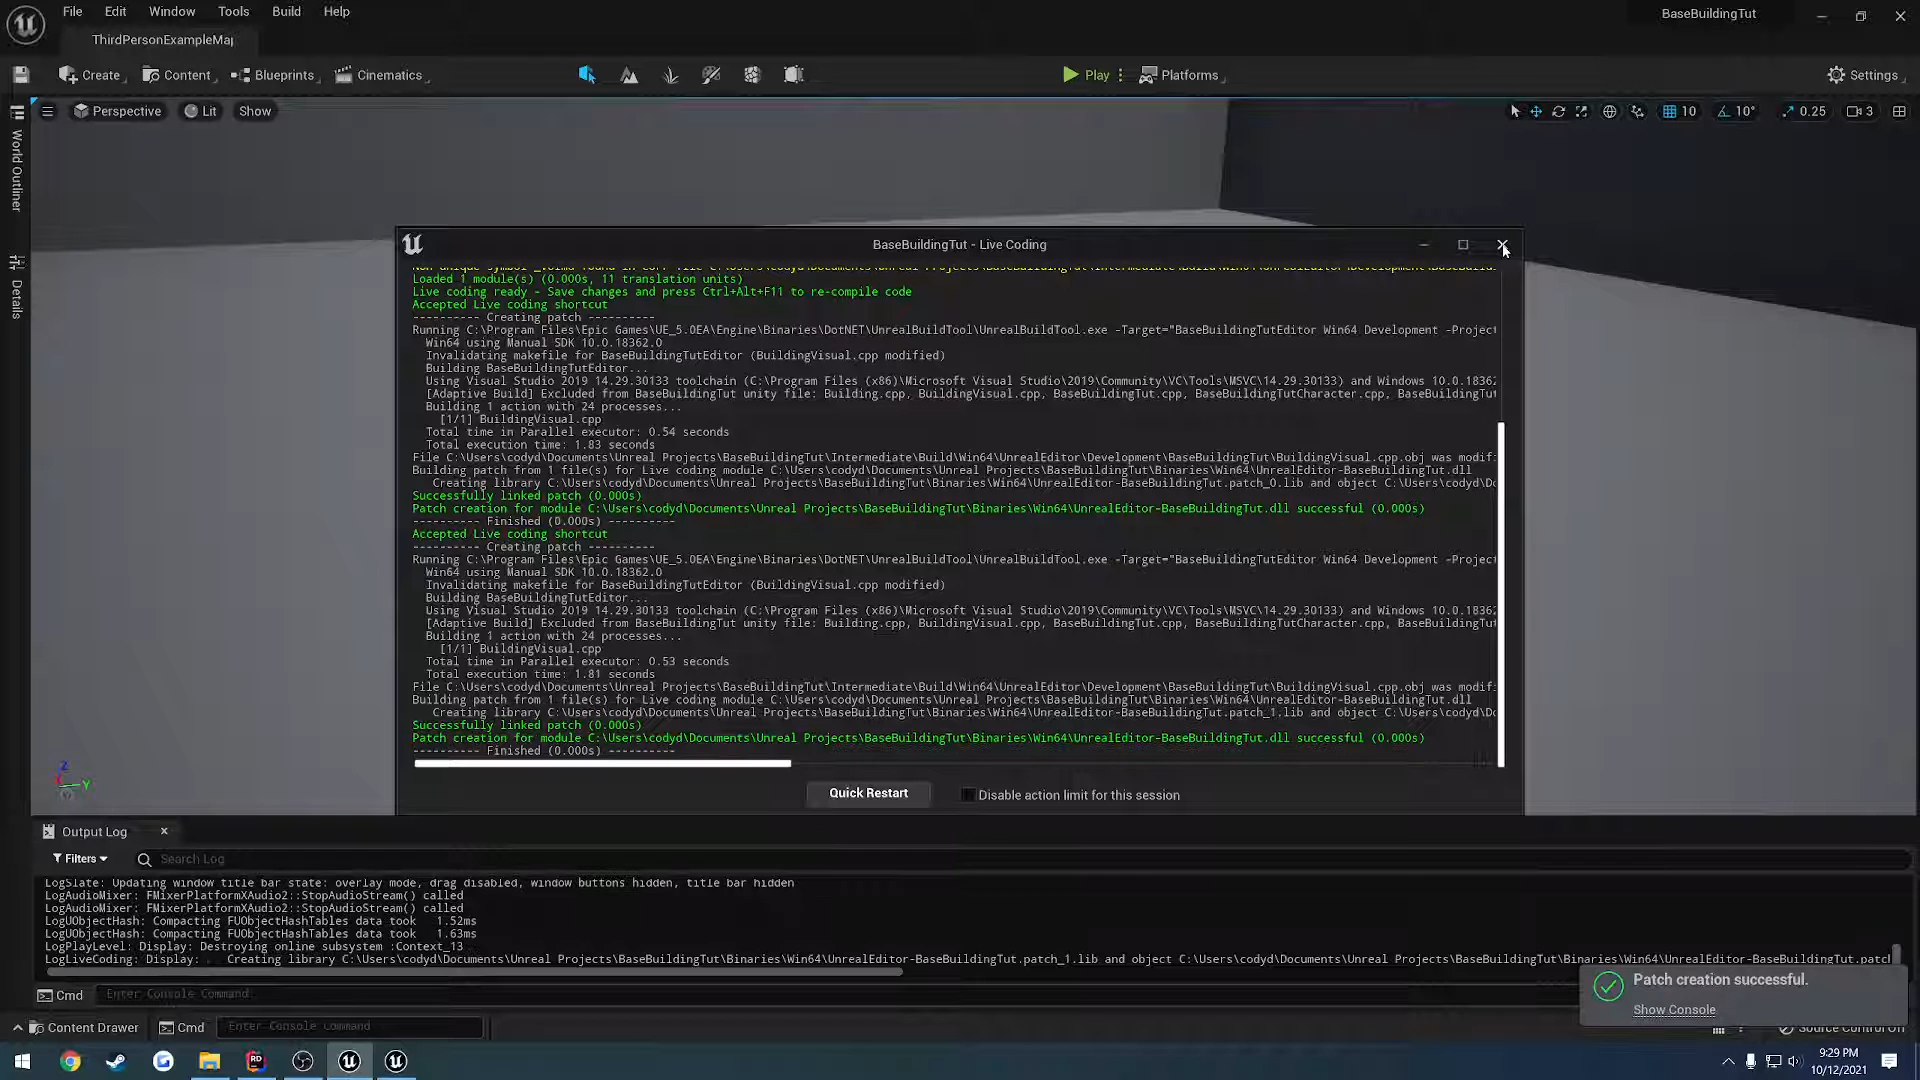 File Edit Window Tools Build Help
BaseBuildingTut
ThirdPersonExampleMap
Create Content Blueprints Cinematics Play Platforms Settings
Perspective Lit Show 10 10° 0.25 3
World Outliner
Details
BaseBuildingTut - Live Coding
Loaded 1 module(s) (0.000s, 11 translation units)
Live coding ready - Save changes and press Ctrl+Alt+F11 to re-compile code
Accepted Live coding shortcut
---------- Creating patch ----------
Running C:\Program Files\Epic Games\UE_5.0EA\Engine\Binaries\DotNET\UnrealBuildTool\UnrealBuildTool.exe -Target="BaseBuildingTutEditor Win64 Development -Project
Win64 using Manual SDK 10.0.18362.0
Invalidating makefile for BaseBuildingTutEditor (BuildingVisual.cpp modified)
Building BaseBuildingTutEditor...
Using Visual Studio 2019 14.29.30133 toolchain (C:\Program Files (x86)\Microsoft Visual Studio\2019\Community\VC\Tools\MSVC\14.29.30133) and Windows 10.0.18362
[Adaptive Build] Excluded from BaseBuildingTut unity file: Building.cpp, BuildingVisual.cpp, BaseBuildingTut.cpp, BaseBuildingTutCharacter.cpp, BaseBuildingTut
Building 1 action with 24 processes...
[1/1] BuildingVisual.cpp
Total time in Parallel executor: 0.54 seconds
Total execution time: 1.83 seconds
File C:\Users\codyd\Documents\Unreal Projects\BaseBuildingTut\Intermediate\Build\Win64\UnrealEditor\Development\BaseBuildingTut\BuildingVisual.cpp.obj was modifi
Building patch from 1 file(s) for Live coding module C:\Users\codyd\Documents\Unreal Projects\BaseBuildingTut\Binaries\Win64\UnrealEditor-BaseBuildingTut.dll
Creating library C:\Users\codyd\Documents\Unreal Projects\BaseBuildingTut\Binaries\Win64\UnrealEditor-BaseBuildingTut.patch_0.lib and object C:\Users\codyd\Do
Successfully linked patch (0.000s)
Patch creation for module C:\Users\codyd\Documents\Unreal Projects\BaseBuildingTut\Binaries\Win64\UnrealEditor-BaseBuildingTut.dll successful (0.000s)
---------- Finished (0.000s) ----------
Accepted Live coding shortcut
---------- Creating patch ----------
Running C:\Program Files\Epic Games\UE_5.0EA\Engine\Binaries\DotNET\UnrealBuildTool\UnrealBuildTool.exe -Target="BaseBuildingTutEditor Win64 Development -Project
Win64 using Manual SDK 10.0.18362.0
Invalidating makefile for BaseBuildingTutEditor (BuildingVisual.cpp modified)
Building BaseBuildingTutEditor...
Using Visual Studio 2019 14.29.30133 toolchain (C:\Program Files (x86)\Microsoft Visual Studio\2019\Community\VC\Tools\MSVC\14.29.30133) and Windows 10.0.18362
[Adaptive Build] Excluded from BaseBuildingTut unity file: Building.cpp, BuildingVisual.cpp, BaseBuildingTut.cpp, BaseBuildingTutCharacter.cpp, BaseBuildingTut
Building 1 action with 24 processes...
[1/1] BuildingVisual.cpp
Total time in Parallel executor: 0.53 seconds
Total execution time: 1.81 seconds
File C:\Users\codyd\Documents\Unreal Projects\BaseBuildingTut\Intermediate\Build\Win64\UnrealEditor\Development\BaseBuildingTut\BuildingVisual.cpp.obj was modifi
Building patch from 1 file(s) for Live coding module C:\Users\codyd\Documents\Unreal Projects\BaseBuildingTut\Binaries\Win64\UnrealEditor-BaseBuildingTut.dll
Creating library C:\Users\codyd\Documents\Unreal Projects\BaseBuildingTut\Binaries\Win64\UnrealEditor-BaseBuildingTut.patch_1.lib and object C:\Users\codyd\Do
Successfully linked patch (0.000s)
Patch creation for module C:\Users\codyd\Documents\Unreal Projects\BaseBuildingTut\Binaries\Win64\UnrealEditor-BaseBuildingTut.dll successful (0.000s)
---------- Finished (0.000s) ----------
Quick Restart Disable action limit for this session
Z
Y
Output Log
Filters Search Log
LogSlate: Updating window title bar state: overlay mode, drag disabled, window buttons hidden, title bar hidden
LogAudioMixer: FMixerPlatformXAudio2::StopAudioStream() called
LogAudioMixer: FMixerPlatformXAudio2::StopAudioStream() called
LogUObjectHash: Compacting FUObjectHashTables data took 1.52ms
LogUObjectHash: Compacting FUObjectHashTables data took 1.63ms
LogPlayLevel: Display: Destroying online subsystem :Context_13
LogLiveCoding: Display: Creating library C:\Users\codyd\Documents\Unreal Projects\BaseBuildingTut\Binaries\Win64\UnrealEditor-BaseBuildingTut.patch_1.lib and object C:\Users\codyd\Documents\Unreal Projects\BaseBuildingTut\Binaries\Win64\UnrealEditor-BaseBuildingTut.patch
Patch creation successful.
Show Console
Cmd Enter Console Command
Content Drawer Cmd Enter Console Command Source Control Off
9:29 PM
10/12/2021